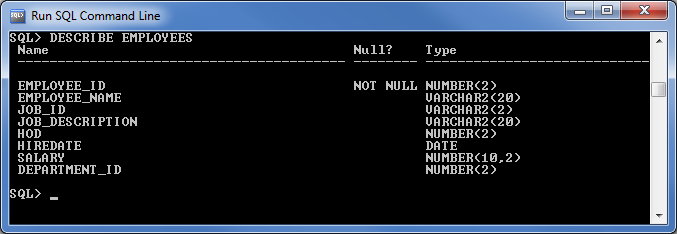 Run SQL Command Line
SQL> DESCRIBE EMPLOYEES
Name Null? Type
----------------------------------------- -------- ----------------------------
EMPLOYEE_ID NOT NULL NUMBER(2)
EMPLOYEE_NAME VARCHAR2(20)
JOB_ID VARCHAR2(2)
JOB_DESCRIPTION VARCHAR2(20)
HOD NUMBER(2)
HIREDATE DATE
SALARY NUMBER(10,2)
DEPARTMENT_ID NUMBER(2)
SQL> _